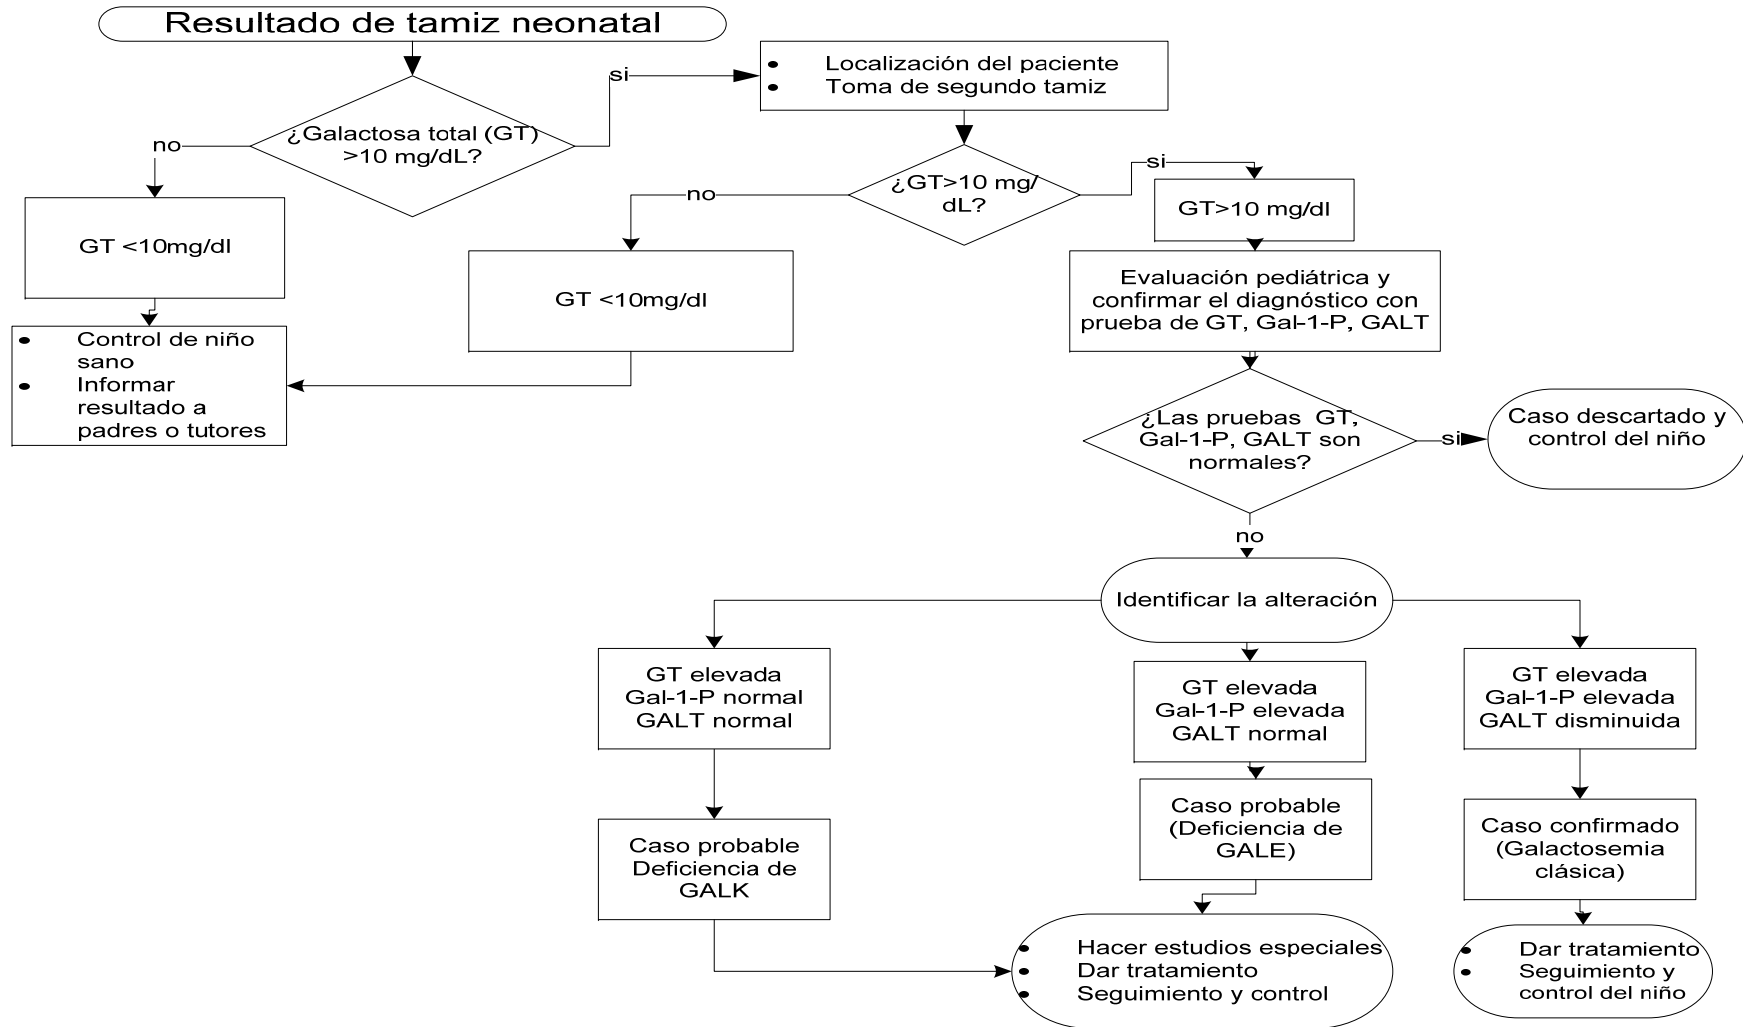 Resultado de tamiz neonatal
¿Galactosa total (GT)
>10 mg/dL?
no
si
GT <10mg/dl
• Control de niño
sano
• Informar
resultado a
padres o tutores
• Localización del paciente
• Toma de segundo tamiz
¿GT>10 mg/
dL?
no
si
GT <10mg/dl
GT>10 mg/dl
Evaluación pediátrica y
confirmar el diagnóstico con
prueba de GT, Gal-1-P, GALT
¿Las pruebas GT,
Gal-1-P, GALT son
normales?
si
Caso descartado y
control del niño
no
Identificar la alteración
GT elevada
Gal-1-P normal
GALT normal
Caso probable
Deficiencia de
GALK
GT elevada
Gal-1-P elevada
GALT normal
Caso probable
(Deficiencia de
GALE)
• Hacer estudios especiales
• Dar tratamiento
• Seguimiento y control
GT elevada
Gal-1-P elevada
GALT disminuida
Caso confirmado
(Galactosemia
clásica)
• Dar tratamiento
• Seguimiento y
control del niño